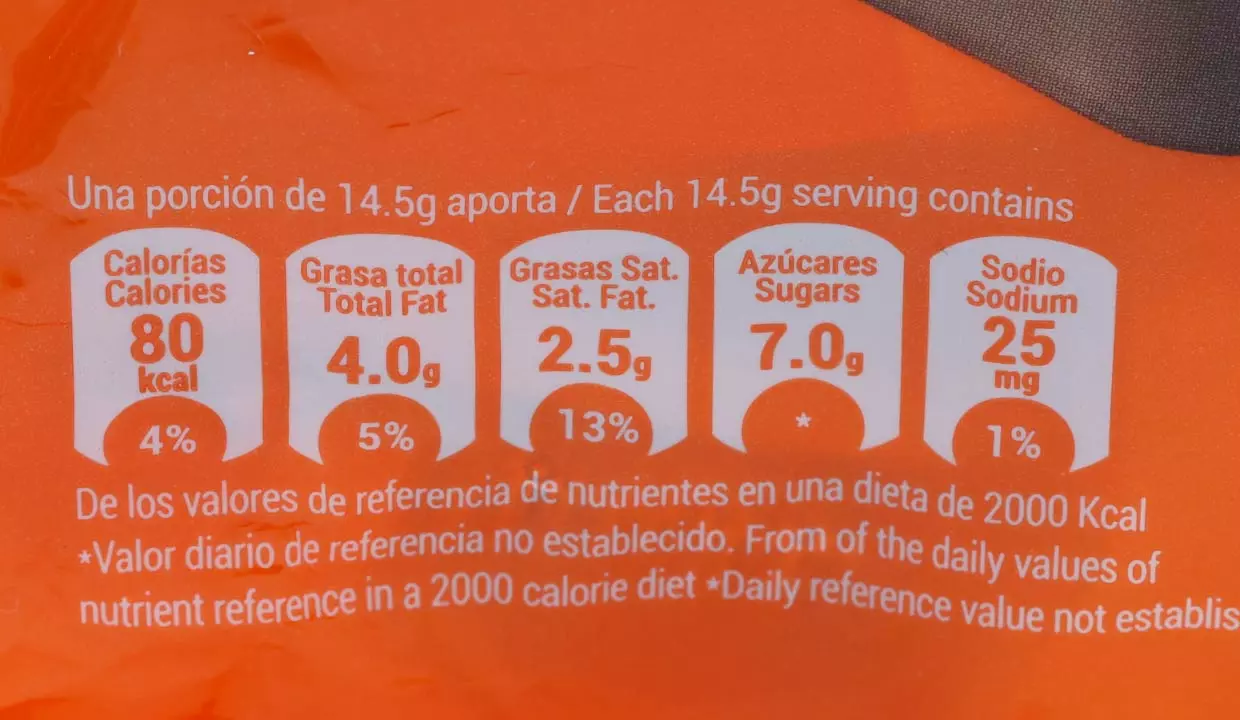 Una porción de 14.5g aporta / Each 14.5g serving contains
Calorías
Calories
80
kcal
4%
Grasa total
Total Fat
4.0g
5%
Grasas Sat.
Sat. Fat.
2.5g
13%
Azúcares
Sugars
7.0g
*
Sodio
Sodium
25
mg
1%
De los valores de referencia de nutrientes en una dieta de 2000 Kcal
*Valor diario de referencia no establecido. From of the daily values of
nutrient reference in a 2000 calorie diet *Daily reference value not establis